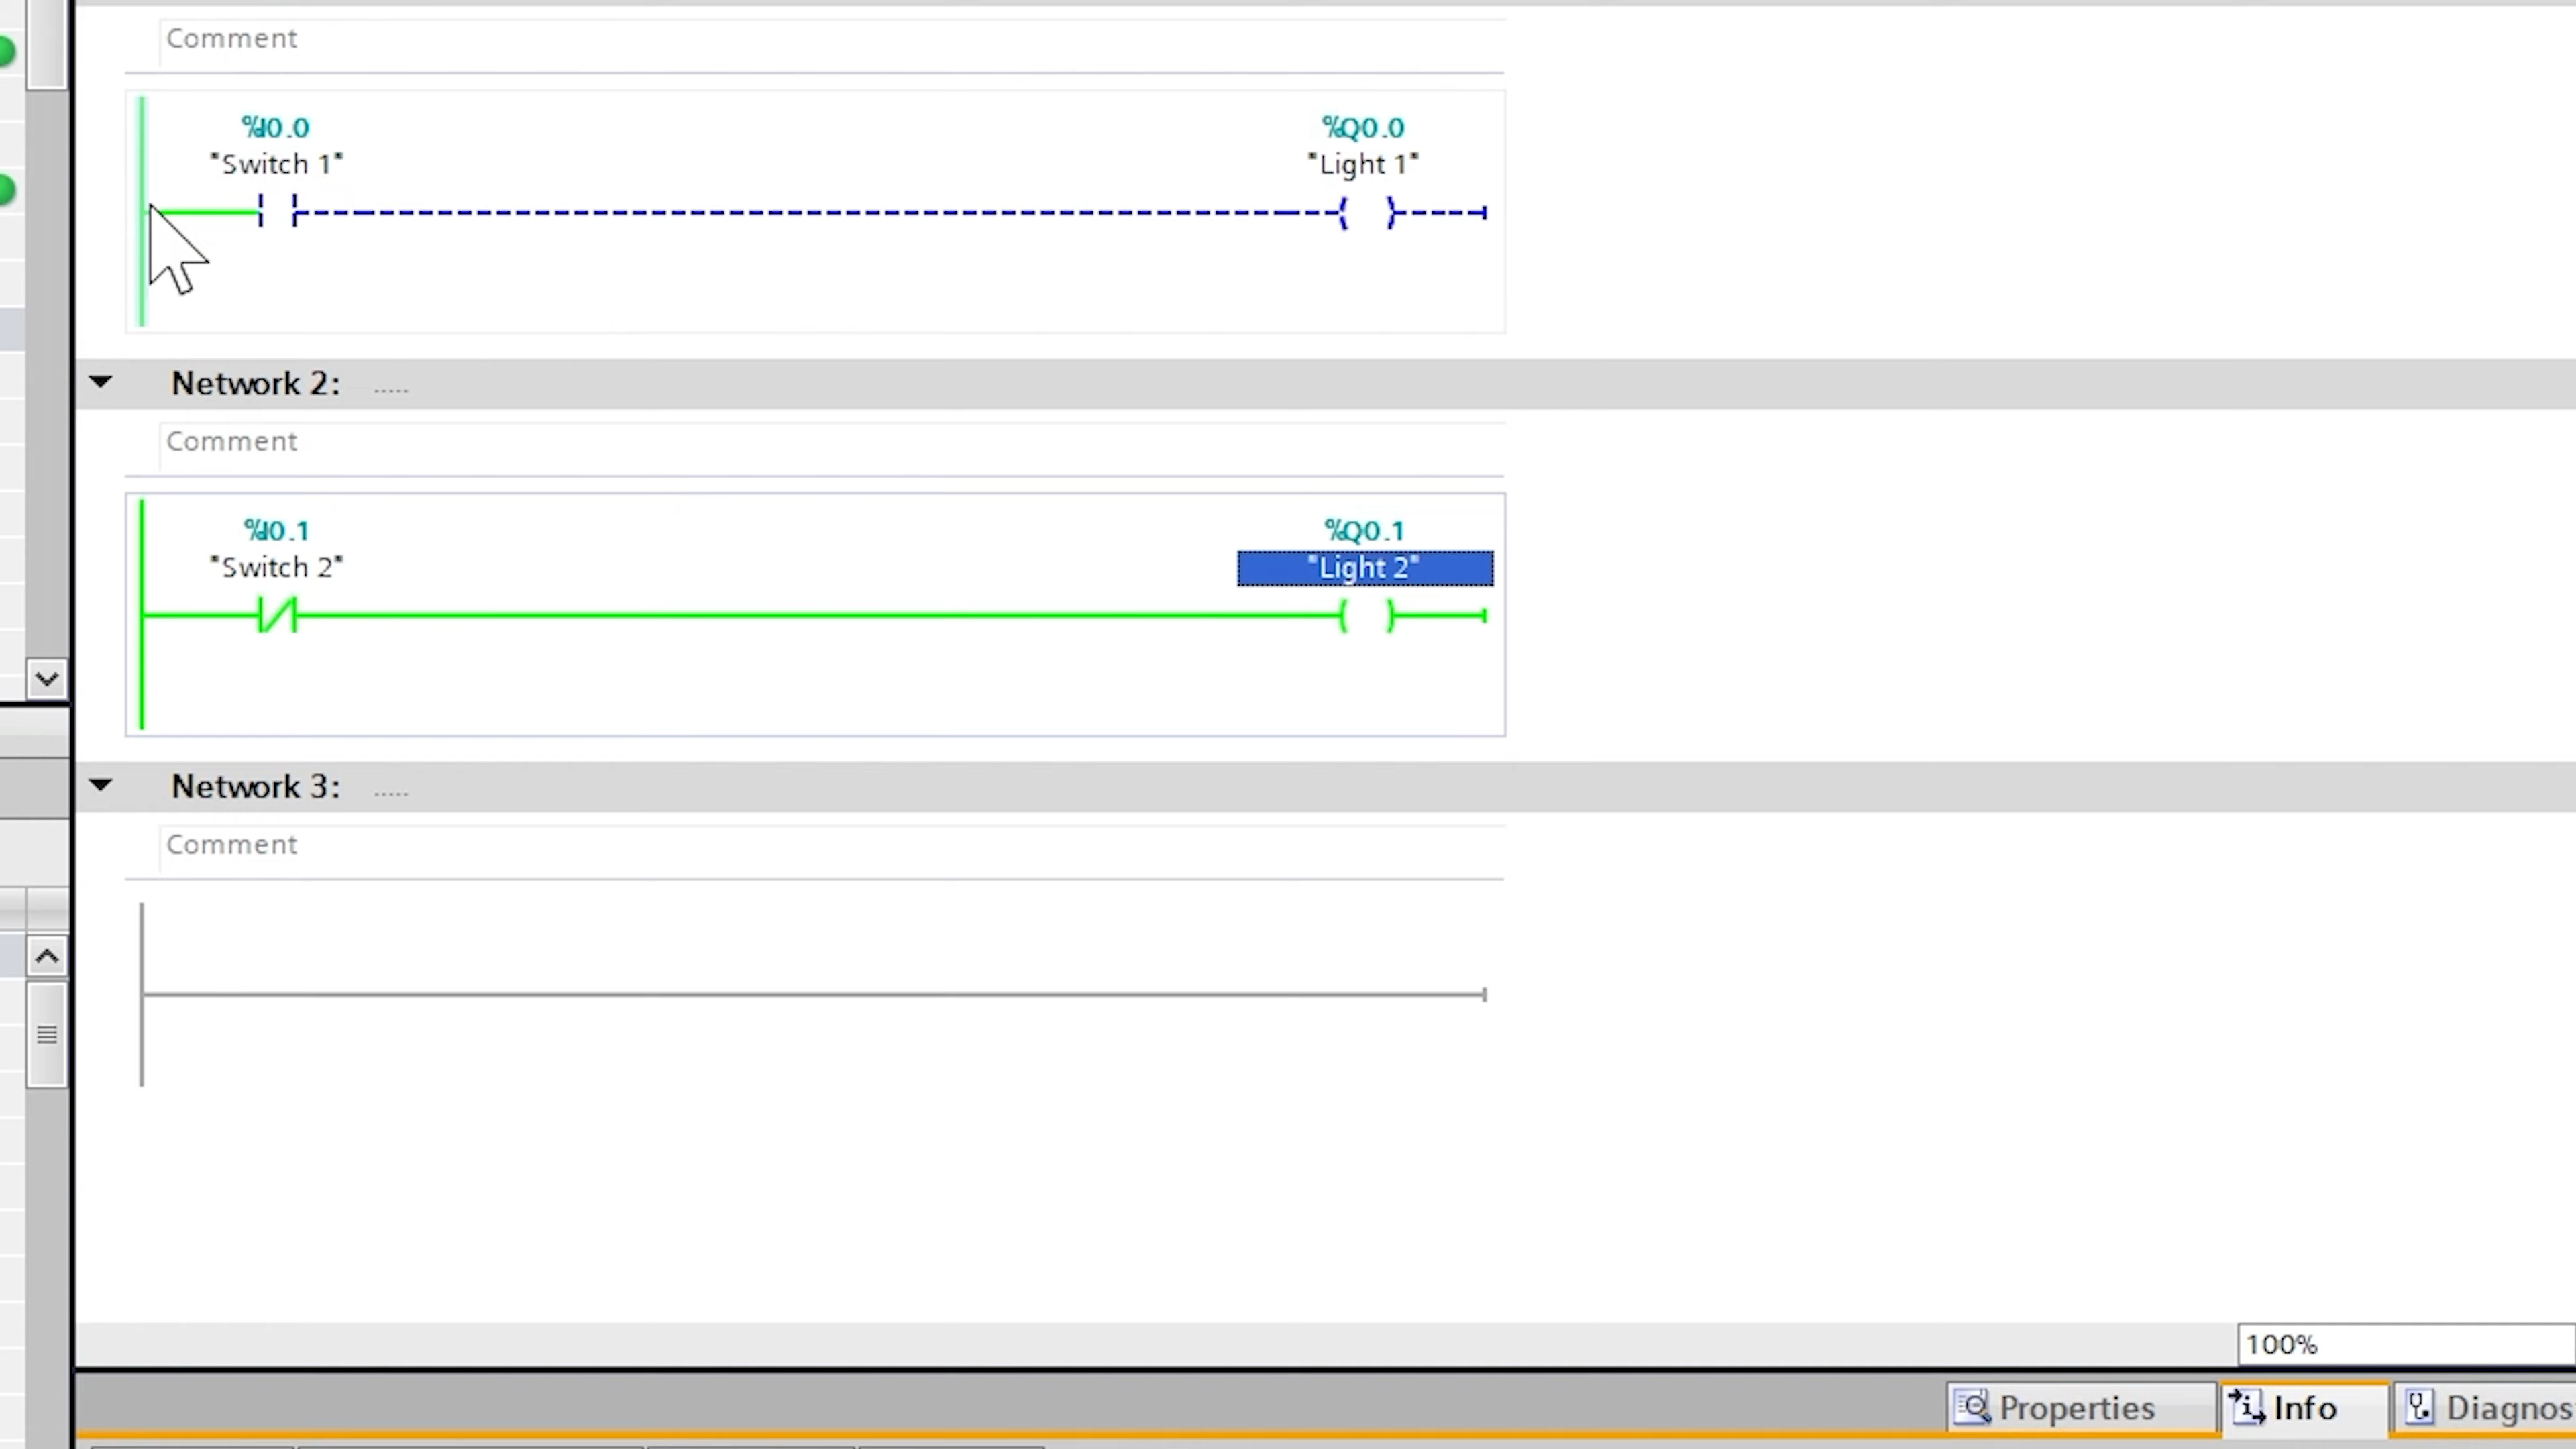 Comment
%I0.0
"Switch 1"
%Q0.0
"Light 1"
Network 2: .....
Comment
%I0.1
"Switch 2"
%Q0.1
"Light 2"
Network 3: .....
Comment
100%
Properties
Info
Diagnos